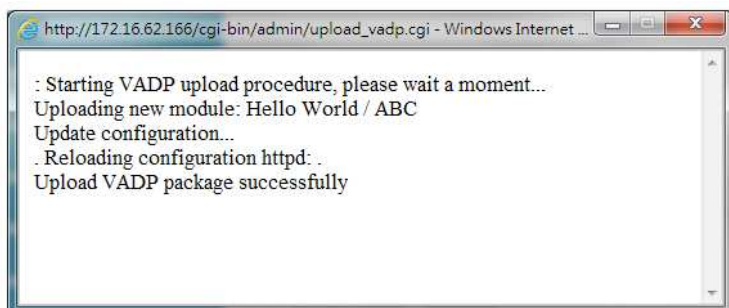 http://172.16.62.166/cgi-bin/admin/upload_vadp.cgi - Windows Internet ...
: Starting VADP upload procedure, please wait a moment...
Uploading new module: Hello World / ABC
Update configuration...
. Reloading configuration httpd: .
Upload VADP package successfully